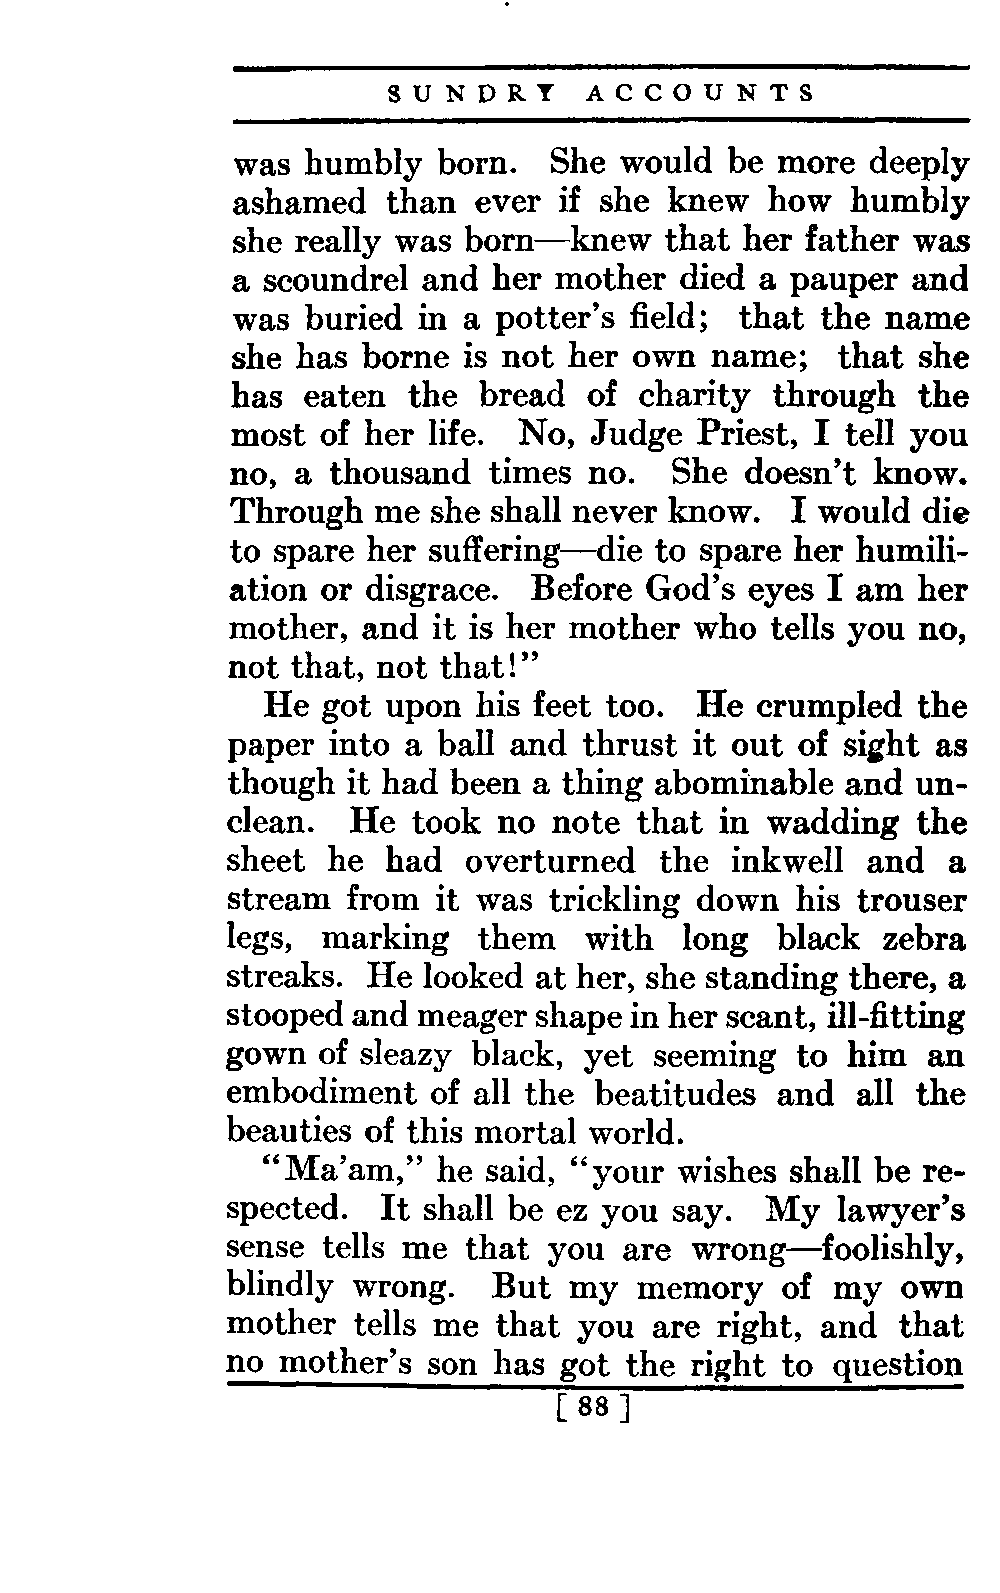 SUNDRY ACCOUNTS
was humbly born. She would be more deeply
ashamed than ever if she knew how humbly
she really was born—knew that her father was
a scoundrel and her mother died a pauper and
was buried in a potter's field; that the name
she has borne is not her own name; that she
has eaten the bread of charity through the
most of her life. No, Judge Priest, I tell you
no, a thousand times no. She doesn't know.
Through me she shall never know. I would die
to spare her suffering—die to spare her humili-
ation or disgrace. Before God's eyes I am her
mother, and it is her mother who tells you no,
not that, not that!"
He got upon his feet too. He crumpled the
paper into a ball and thrust it out of sight as
though it had been a thing abominable and un-
clean. He took no note that in wadding the
sheet he had overturned the inkwell and a
stream from it was trickling down his trouser
legs, marking them with long black zebra
streaks. He looked at her, she standing there, a
stooped and meager shape in her scant, ill-fitting
gown of sleazy black, yet seeming to him an
embodiment of all the beatitudes and all the
beauties of this mortal world.
"Ma'am," he said, "your wishes shall be re-
spected. It shall be ez you say. My lawyer's
sense tells me that you are wrong—foolishly,
blindly wrong. But my memory of my own
mother tells me that you are right, and that
no mother's son has got the right to question
[ 88 ]